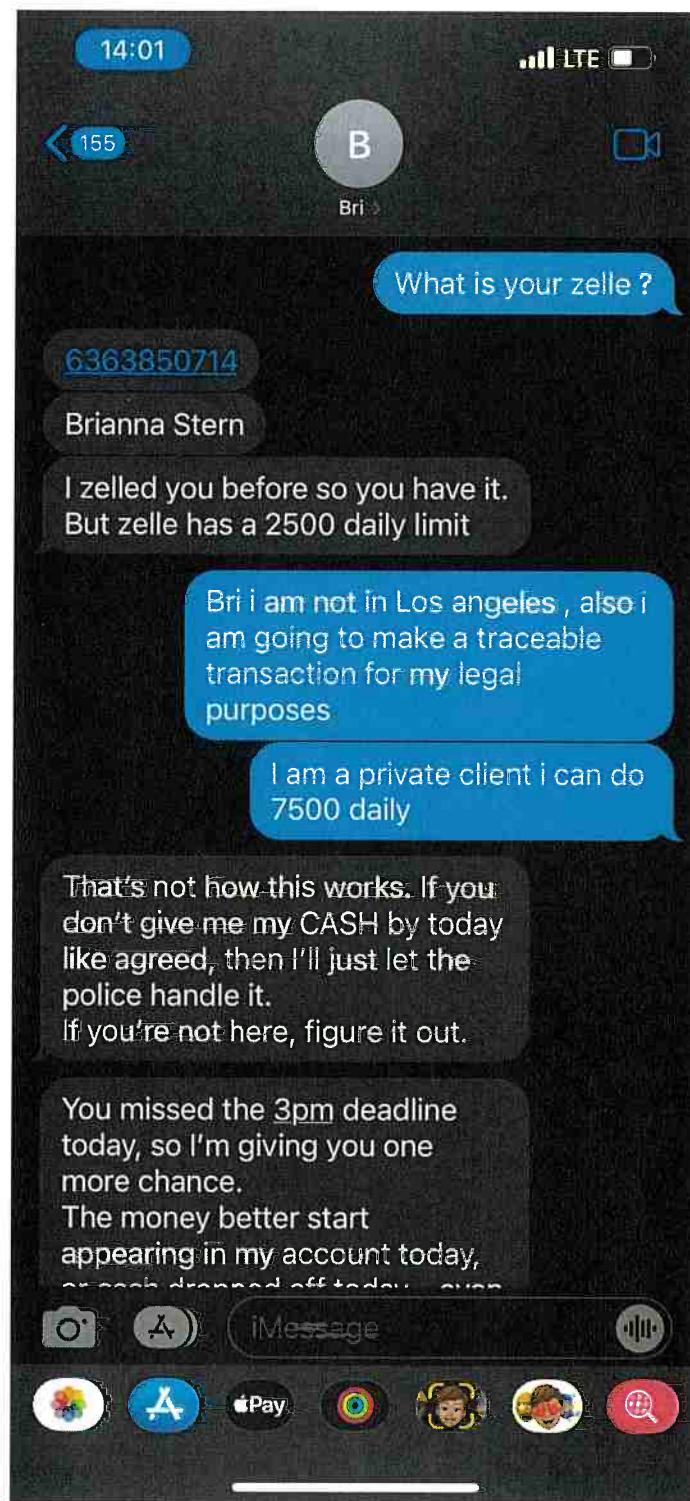 14:01
LTE
155
B
Bri
What is your zelle ?
6363850714
Brianna Stern
I zelled you before so you have it.
But zelle has a 2500 daily limit
Bri i am not in Los angeles , also i
am going to make a traceable
transaction for my legal
purposes
I am a private client i can do
7500 daily
That's not how this works. If you
don't give me my CASH by today
like agreed, then I'll just let the
police handle it.
If you're not here, figure it out.
You missed the 3pm deadline
today, so I'm giving you one
more chance.
The money better start
appearing in my account today,
or cash dropped off today
iMessage
Pay